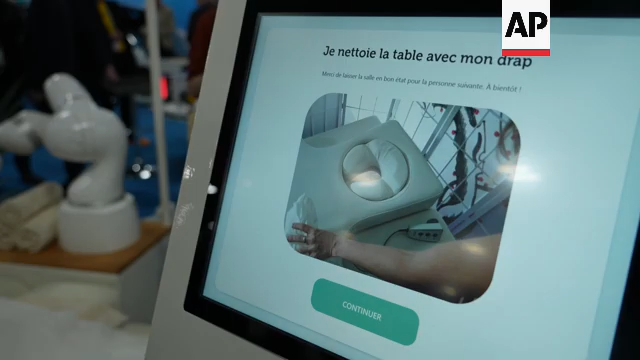 AP
Je nettoie la table avec mon drap
Merci de laisser la salle en bon état pour la personne suivante. À bientôt !
CONTINUER